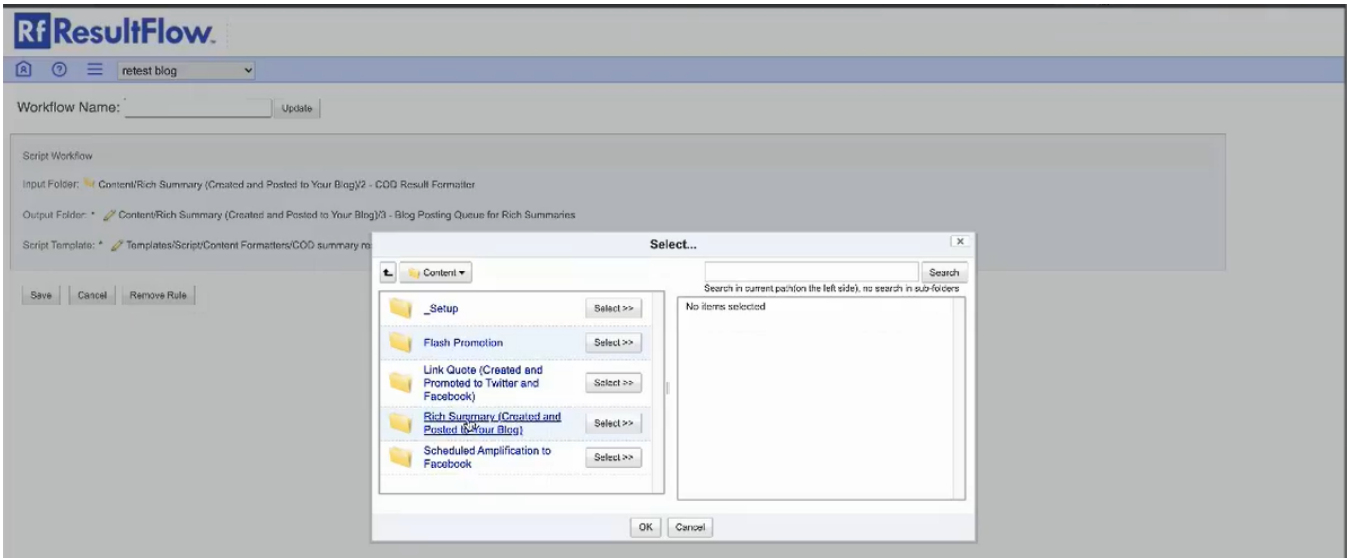 Rf ResultFlow.
retest blog
Workflow Name:
Update
Script Workflow
Input Folder: Content/Rich Summary (Created and Posted to Your Blog)/2 - COQ Result Formatter
Output Folder: * Content/Rich Summary (Created and Posted to Your Blog)/3 - Blog Posting Queue for Rich Summaries
Script Template: * Templates/Script/Content Formatters/COQ summary
Save Cancel Remove Rule
Select...
Content
Search
Search in current path(on the left side), no search in sub-folders
_Setup Select >>
Flash Promotion Select >>
Link Quote (Created and
Promoted to Twitter and
Facebook)
Select >>
Rich Summary (Created and
Posted to Your Blog)
Select >>
Scheduled Amplification to
Facebook
Select >>
No items selected
OK Cancel